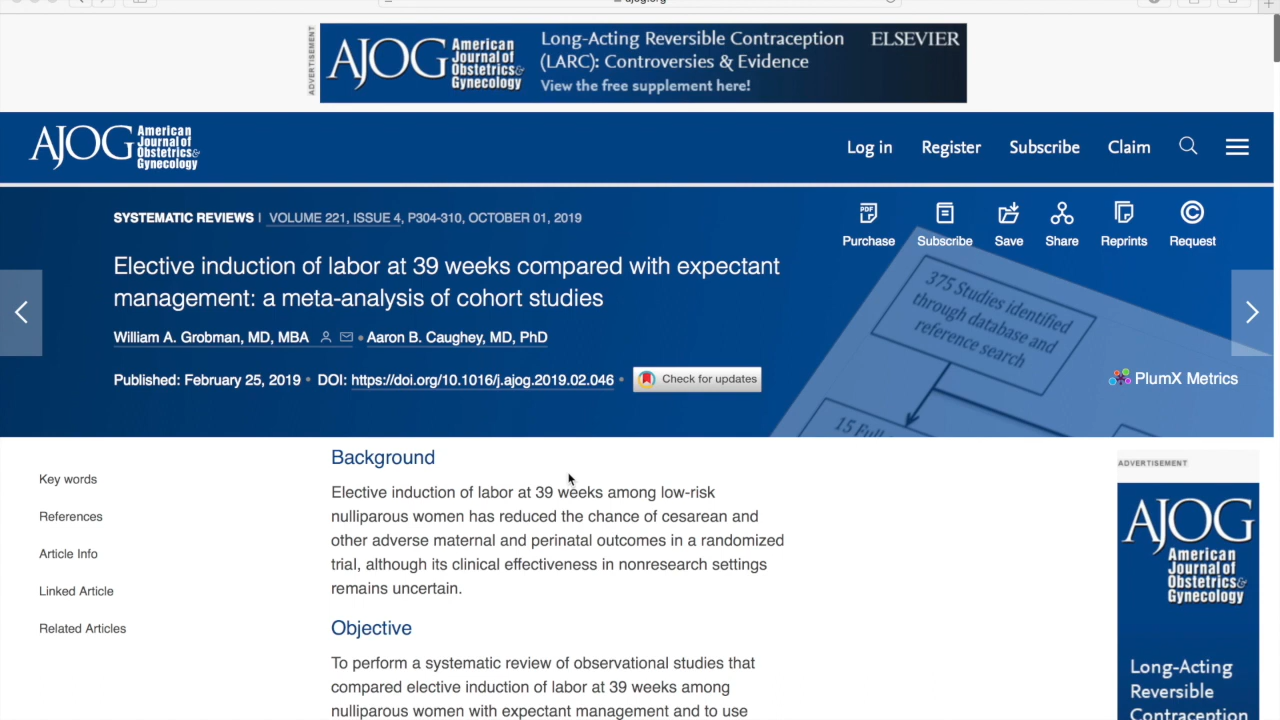 ADVERTISEMENT
AJOG American Journal of Obstetrics & Gynecology
Long-Acting Reversible Contraception
(LARC): Controversies & Evidence
View the free supplement here!
ELSEVIER
AJOG American Journal of Obstetrics & Gynecology
Log in
Register
Subscribe
Claim
SYSTEMATIC REVIEWS | VOLUME 221, ISSUE 4, P304-310, OCTOBER 01, 2019
PDF
Purchase
Subscribe
Save
Share
Reprints
Request
Elective induction of labor at 39 weeks compared with expectant
management: a meta-analysis of cohort studies
William A. Grobman, MD, MBA • Aaron B. Caughey, MD, PhD
Published: February 25, 2019 • DOI: https://doi.org/10.1016/j.ajog.2019.02.046 •
Check for updates
375 Studies identified
through database and
reference search
15 Full
PlumX Metrics
Key words
References
Article Info
Linked Article
Related Articles
Background
Elective induction of labor at 39 weeks among low-risk
nulliparous women has reduced the chance of cesarean and
other adverse maternal and perinatal outcomes in a randomized
trial, although its clinical effectiveness in nonresearch settings
remains uncertain.
Objective
To perform a systematic review of observational studies that
compared elective induction of labor at 39 weeks among
nulliparous women with expectant management and to use
ADVERTISEMENT
AJOG
American
Journal of
Obstetrics &
Gynecology
Long-Acting
Reversible
Contraception